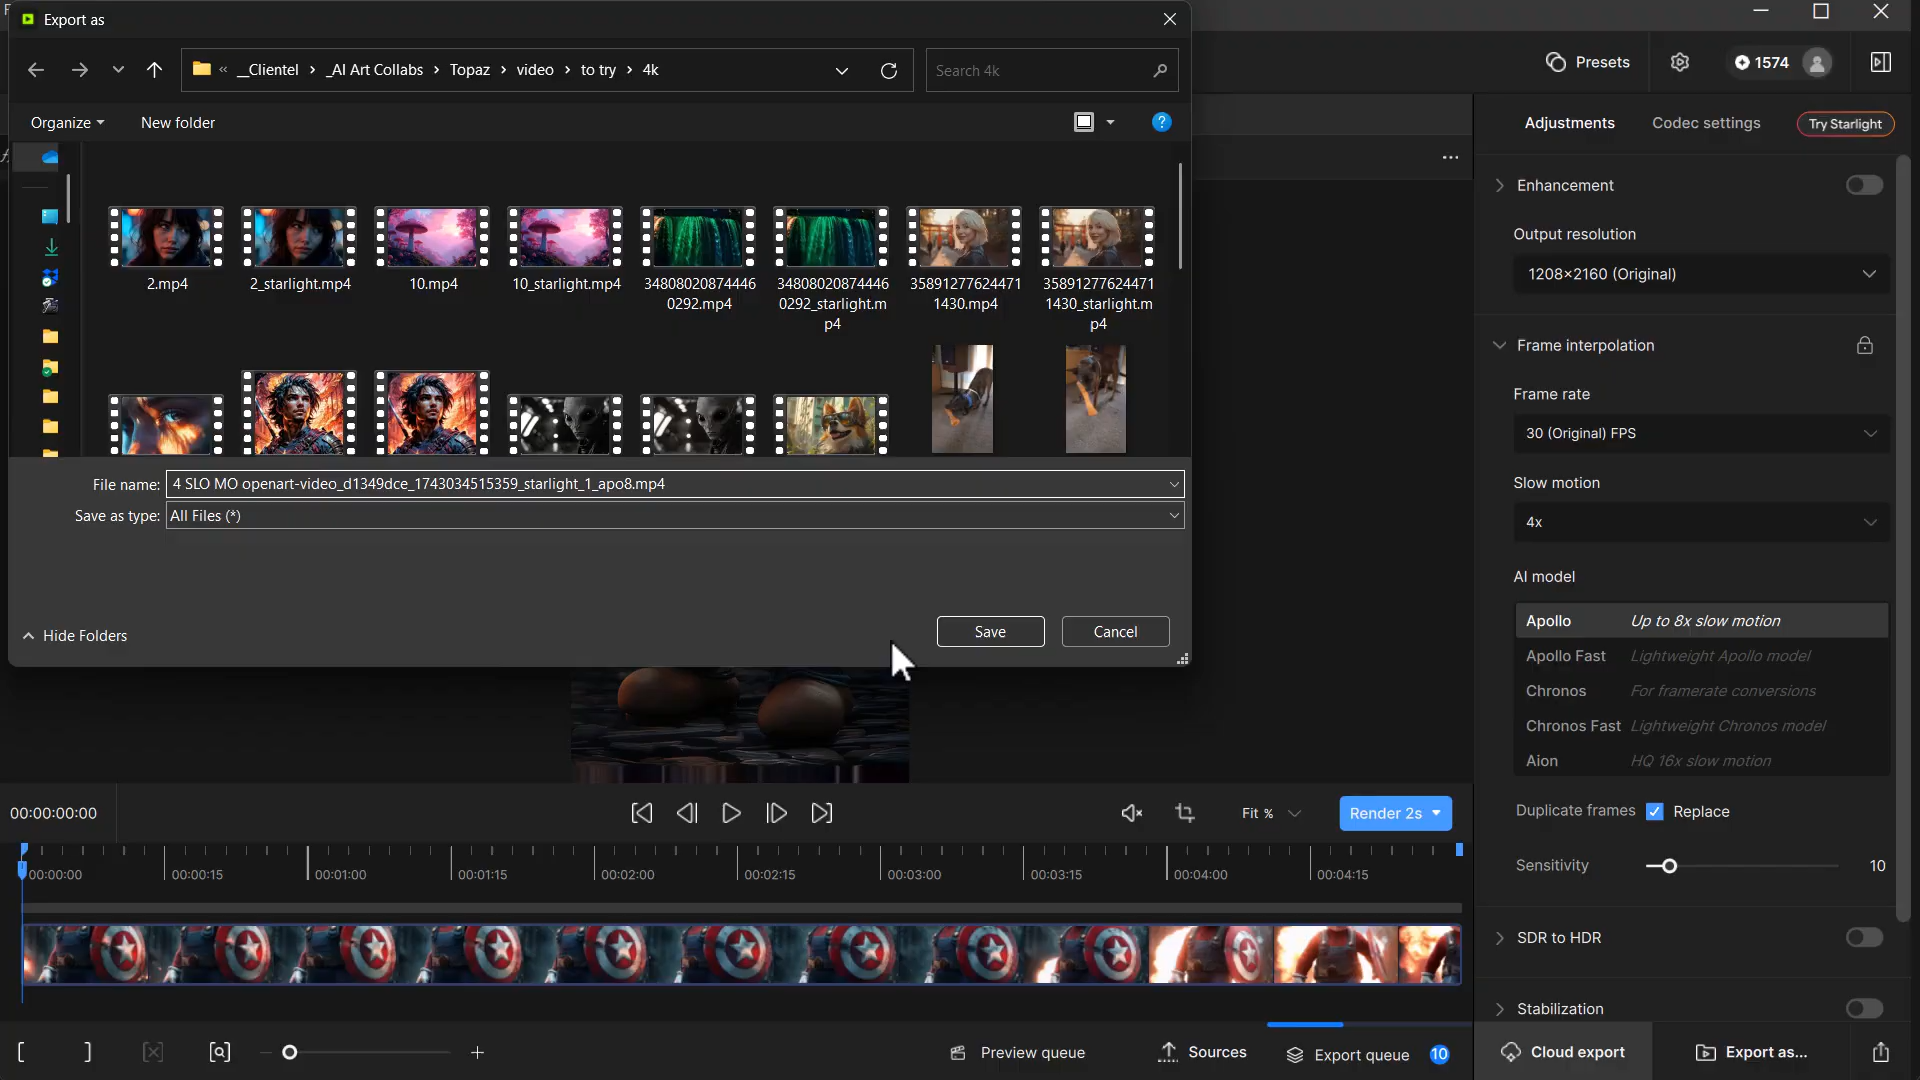 Export as
« __Clientel › _AI Art Collabs › Topaz › video › to try › 4k
Search 4k
Presets
1574
Organize
New folder
?
Adjustments
Codec settings
Try Starlight
Enhancement
Output resolution
1208×2160 (Original)
Frame interpolation
Frame rate
30 (Original) FPS
Slow motion
4x
AI model
Apollo Up to 8x slow motion
Apollo Fast Lightweight Apollo model
Chronos For framerate conversions
Chronos Fast Lightweight Chronos model
Aion HQ 16x slow motion
Duplicate frames Replace
Sensitivity 10
SDR to HDR
Stabilization
2.mp4
2_starlight.mp4
10.mp4
10_starlight.mp4
34808020874446
0292.mp4
34808020874446
0292_starlight.m
p4
35891277624471
1430.mp4
35891277624471
1430_starlight.m
p4
File name: 4 SLO MO openart-video_d1349dce_1743034515359_starlight_1_apo8.mp4
Save as type: All Files (*)
Hide Folders
Save
Cancel
00:00:00:00
Fit %
Render 2s
00:00:00
00:00:15
00:01:00
00:01:15
00:02:00
00:02:15
00:03:00
00:03:15
00:04:00
00:04:15
Preview queue
Sources
Export queue 10
Cloud export
Export as...